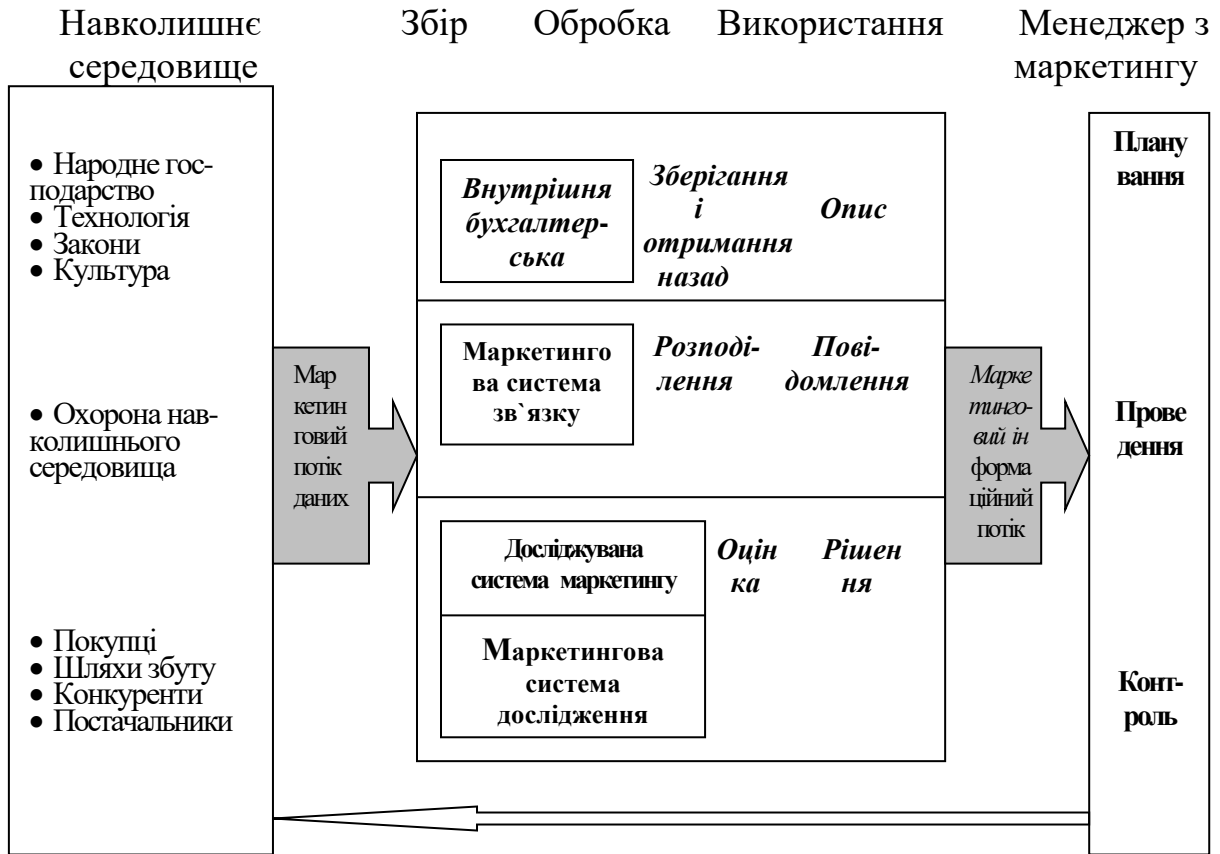 Навколишнє
середовище
Збір
Обробка
Використання
Менеджер з
маркетингу
• Народне гос-
подарство
• Технологія
• Закони
• Культура
• Охорона нав-
колишнього
середовища
• Покупці
• Шляхи збуту
• Конкуренти
• Постачальники
Мар
кетин
говий
потік
даних
Внутрішня
бухгалтер-
ська
Зберігання
і
отримання
назад
Опис
Маркетинго
ва система
зв`язку
Розподі-
лення
Пові-
домлення
Досліджувана
система маркетингу
Оцін
ка
Рішен
ня
Маркетингова
система
дослідження
Марке
тинго-
вий ін
форма
ційний
потік
Плану
вання
Прове
дення
Конт-
роль